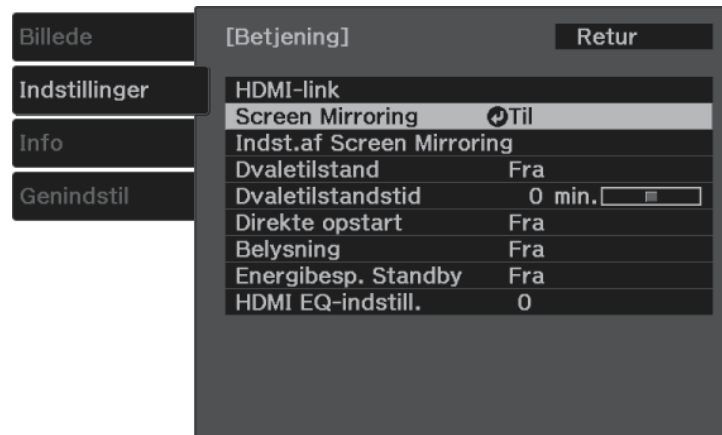 Billede
Indstillinger
Info
Genindstil
[Betjening] Retur
HDMI-link
Screen Mirroring Til
Indst.af Screen Mirroring
Dvaletilstand Fra
Dvaletilstandstid 0 min.
Direkte opstart Fra
Belysning Fra
Energibesp. Standby Fra
HDMI EQ-indstill. 0